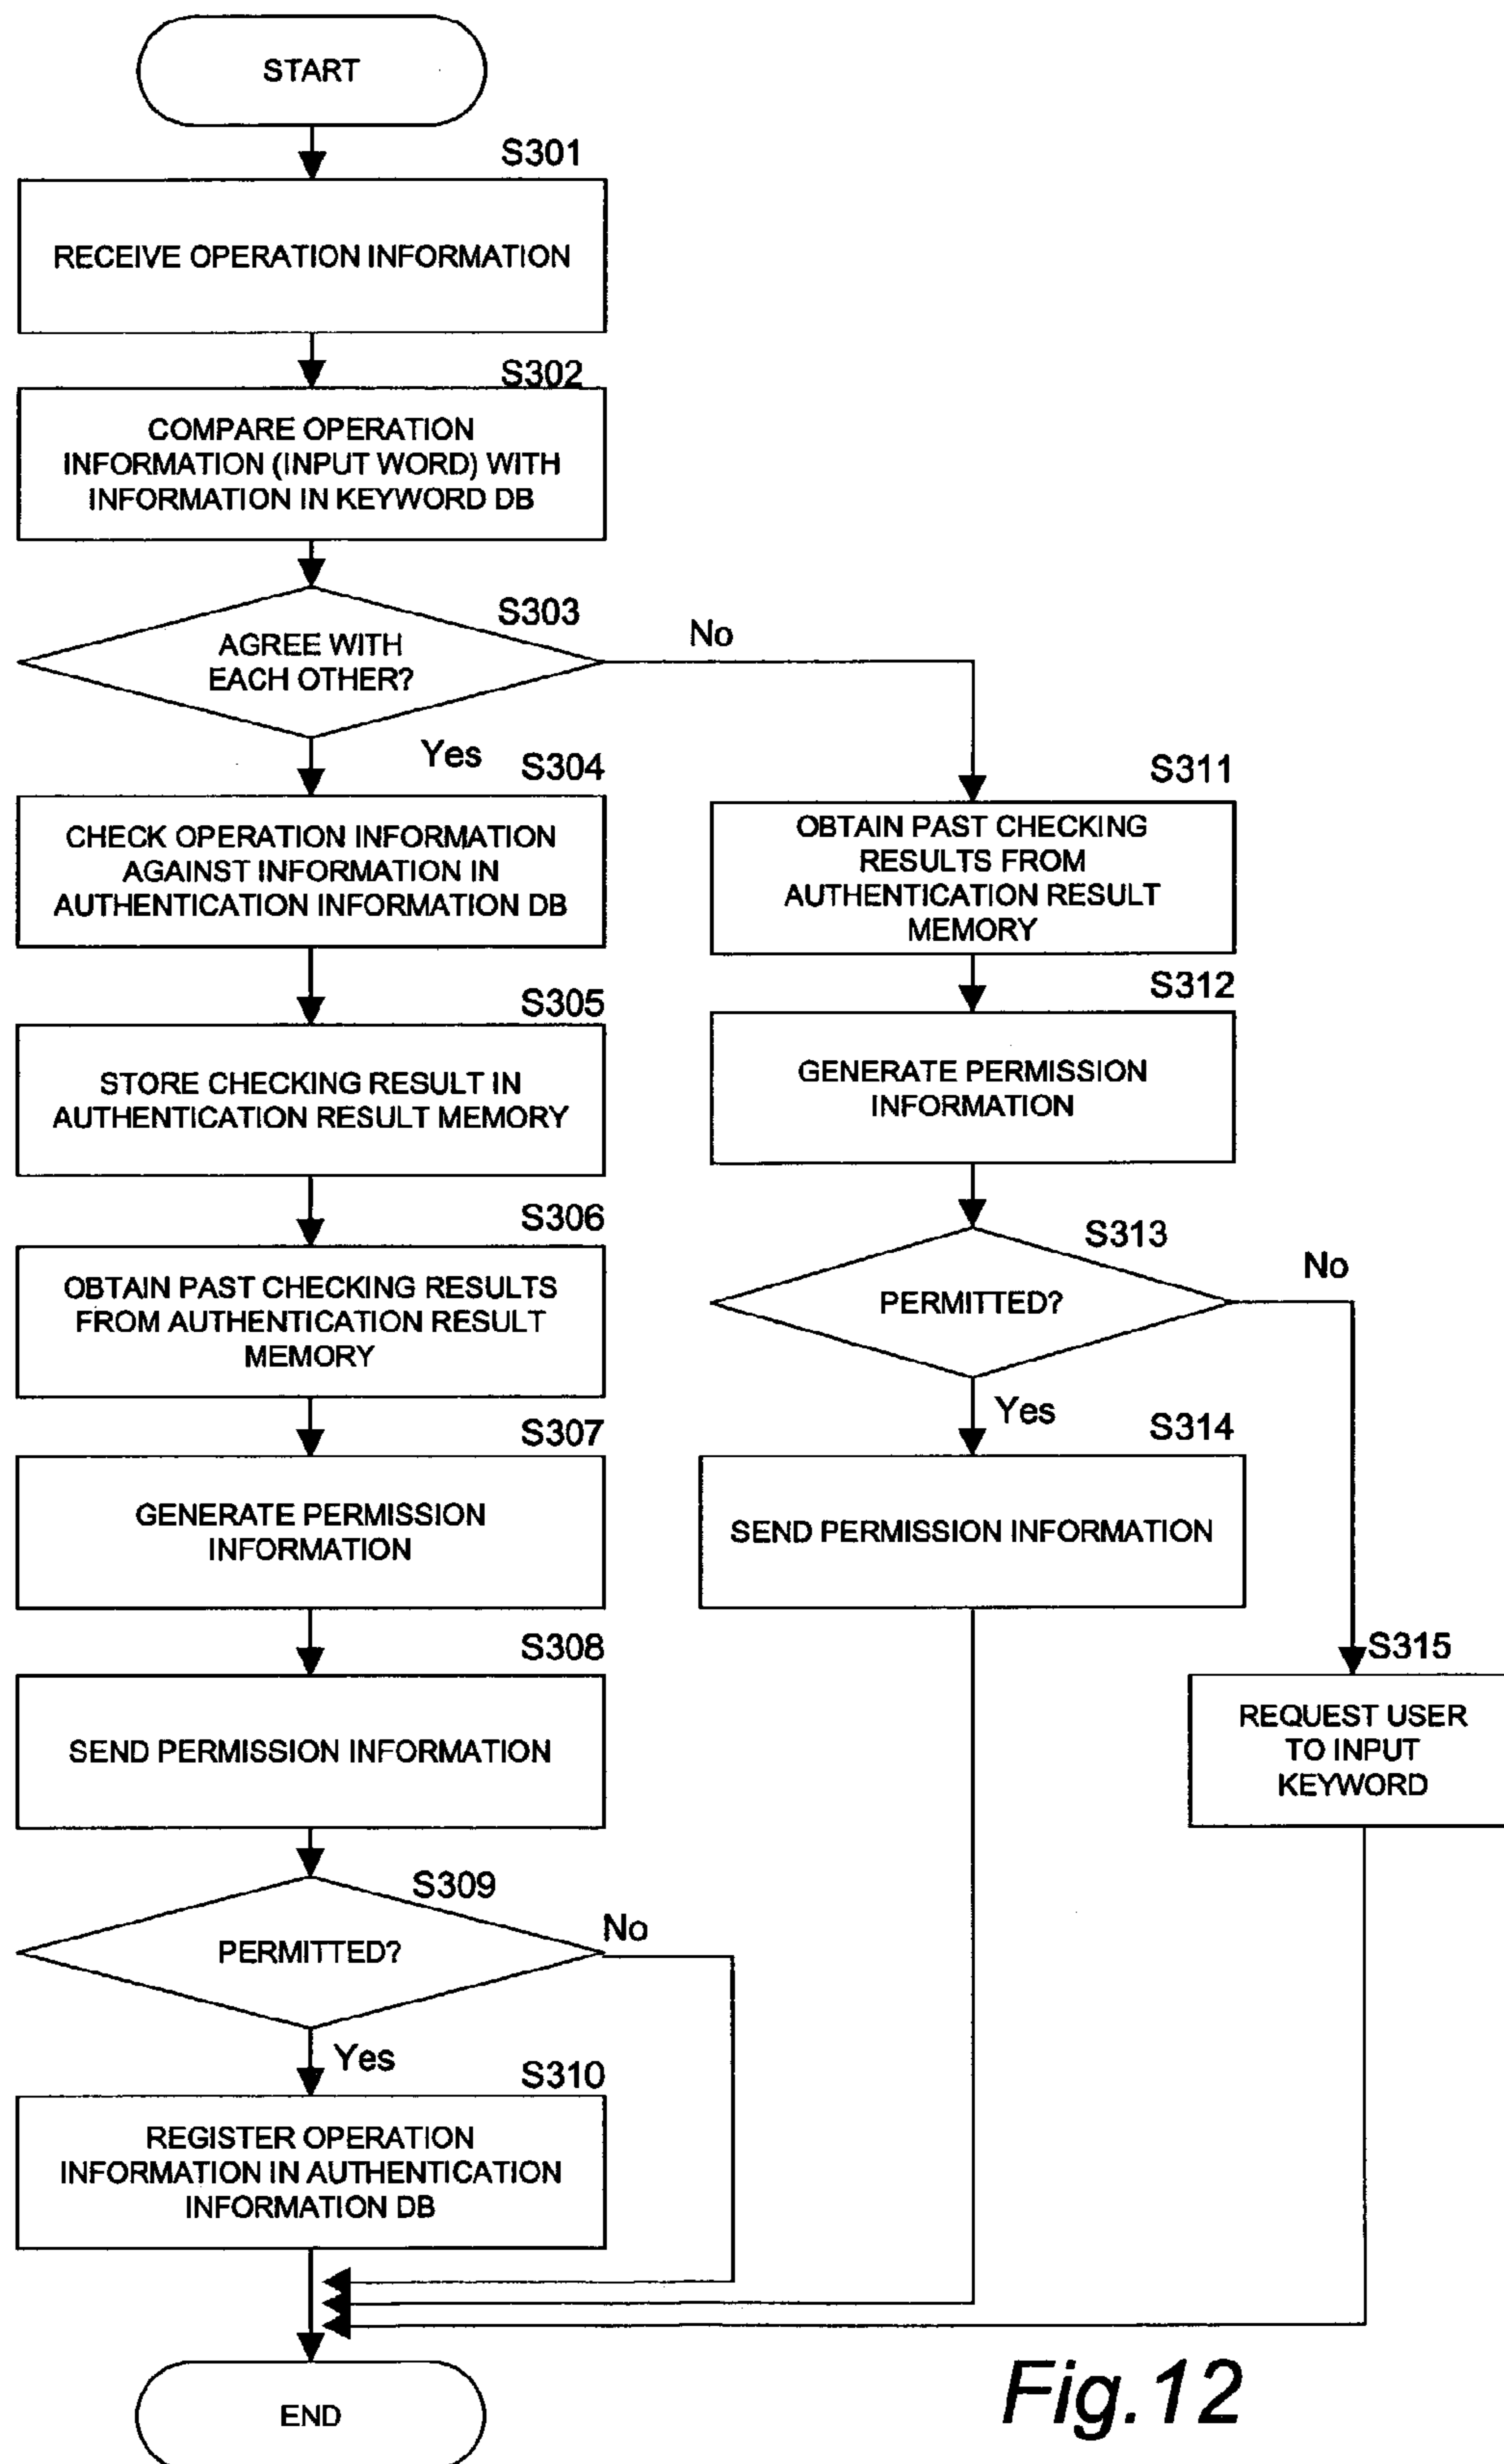 START
S301
RECEIVE OPERATION INFORMATION
S302
COMPARE OPERATION
INFORMATION (INPUT WORD) WITH
INFORMATION IN KEYWORD DB
S303
AGREE WITH
EACH OTHER?
No
Yes
S304
CHECK OPERATION INFORMATION
AGAINST INFORMATION IN
AUTHENTICATION INFORMATION DB
S305
STORE CHECKING RESULT IN
AUTHENTICATION RESULT MEMORY
S306
OBTAIN PAST CHECKING RESULTS
FROM AUTHENTICATION RESULT
MEMORY
S307
GENERATE PERMISSION
INFORMATION
S308
SEND PERMISSION INFORMATION
S309
PERMITTED?
No
Yes
S310
REGISTER OPERATION
INFORMATION IN AUTHENTICATION
INFORMATION DB
END
S311
OBTAIN PAST CHECKING
RESULTS FROM
AUTHENTICATION RESULT
MEMORY
S312
GENERATE PERMISSION
INFORMATION
S313
PERMITTED?
No
Yes
S314
SEND PERMISSION INFORMATION
S315
REQUEST USER
TO INPUT
KEYWORD
Fig.12